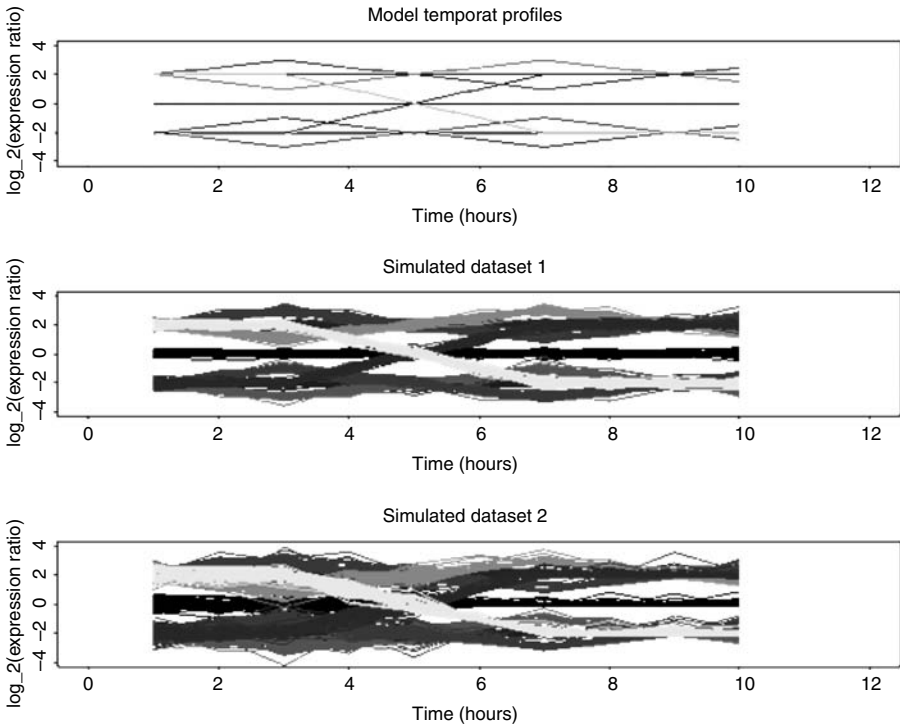 Model temporat profiles
log_2(expression ratio)
4
2
0
−2
−4
0 2 4 6 8 10 12
Time (hours)
Simulated dataset 1
log_2(expression ratio)
4
2
0
−2
−4
0 2 4 6 8 10 12
Time (hours)
Simulated dataset 2
log_2(expression ratio)
4
2
0
−2
−4
0 2 4 6 8 10 12
Time (hours)